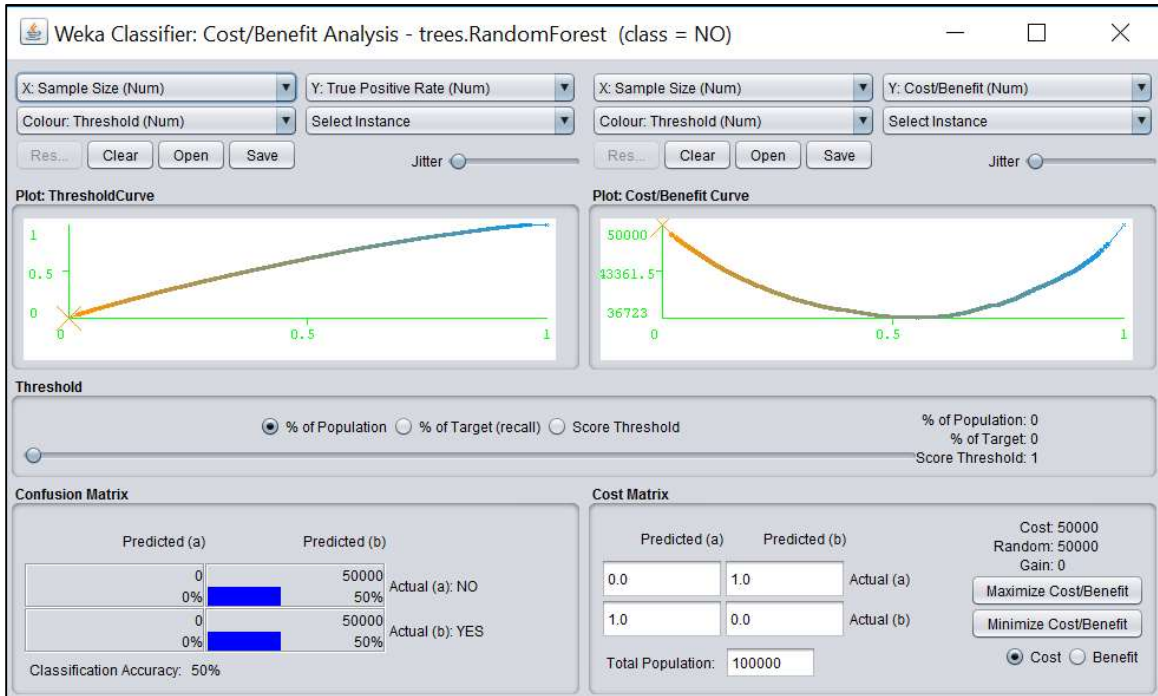 Weka Classifier: Cost/Benefit Analysis - trees.RandomForest (class = NO)
X: Sample Size (Num)
Y: True Positive Rate (Num)
X: Sample Size (Num)
Y: Cost/Benefit (Num)
Colour: Threshold (Num)
Select Instance
Colour: Threshold (Num)
Select Instance
Res...
Clear
Open
Save
Jitter
Res...
Clear
Open
Save
Jitter
Plot: ThresholdCurve
1
0.5
0
0
0.5
1
Plot: Cost/Benefit Curve
50000
43361.5
36723
0
0.5
1
Threshold
% of Population
% of Target (recall)
Score Threshold
% of Population: 0
% of Target: 0
Score Threshold: 1
Confusion Matrix
Predicted (a)
Predicted (b)
0
0%
50000
50%
Actual (a): NO
0
0%
50000
50%
Actual (b): YES
Classification Accuracy: 50%
Cost Matrix
Predicted (a)
Predicted (b)
0.0
1.0
Actual (a)
1.0
0.0
Actual (b)
Total Population:
100000
Cost: 50000
Random: 50000
Gain: 0
Maximize Cost/Benefit
Minimize Cost/Benefit
Cost
Benefit